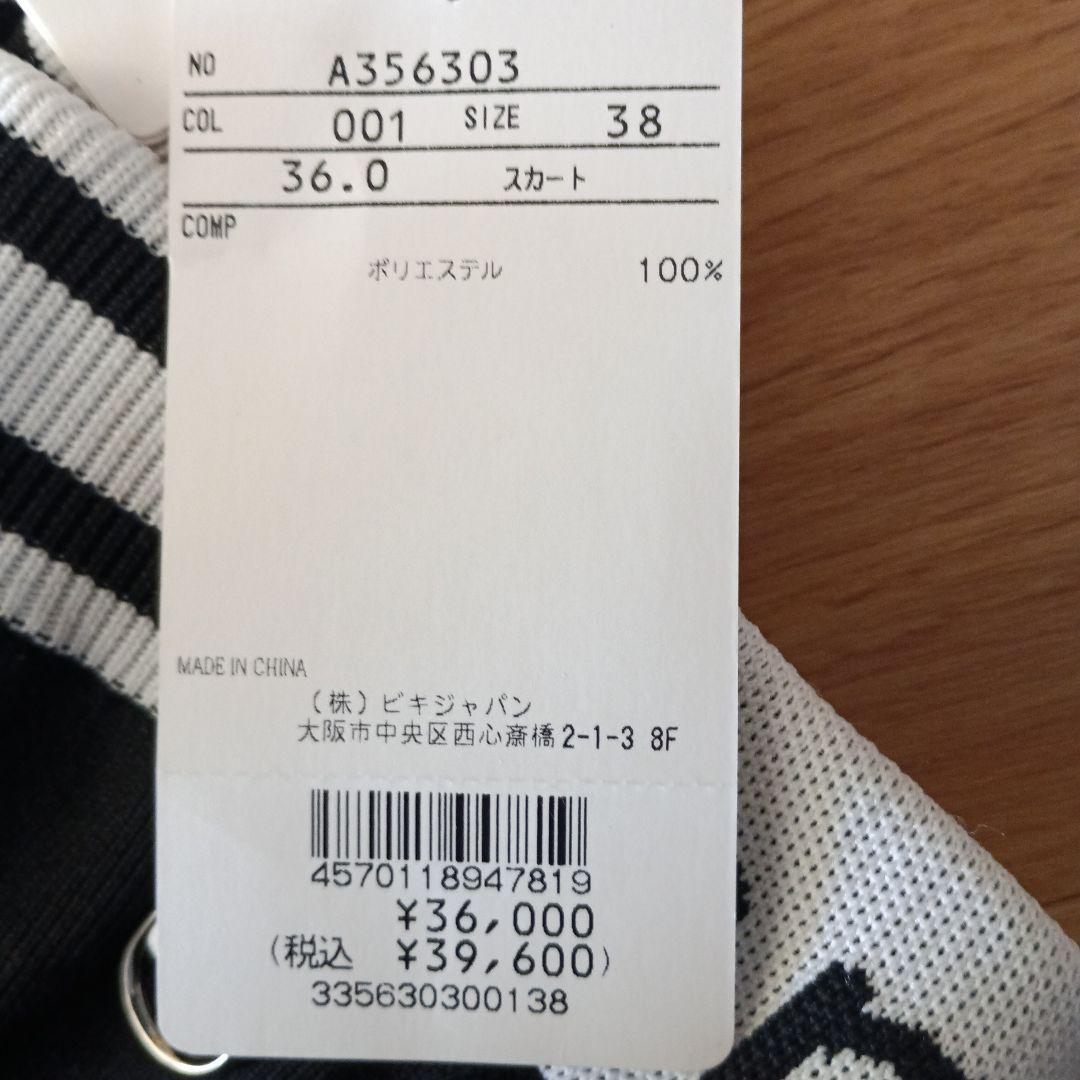 NO A356303
COL 001 SIZE 38
36.0 スカート
COMP
ポリエステル 100%
MADE IN CHINA
(株)ビキジャパン
大阪市中央区西心斎橋2-1-3 8F
4570118947819
¥36,000
(税込 ¥39,600)
335630300138